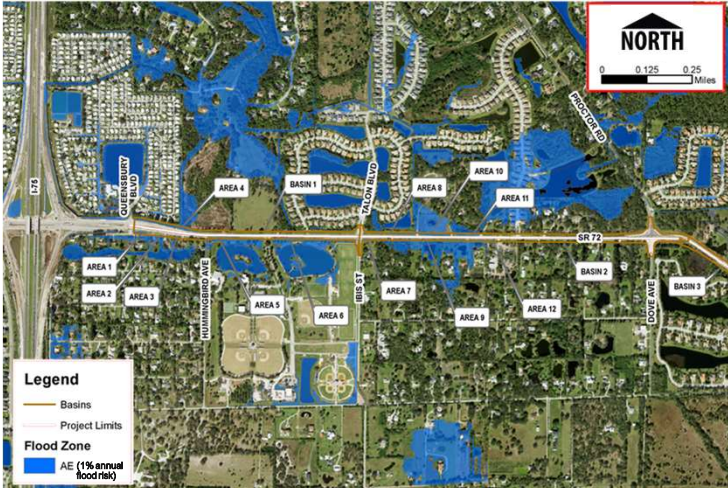 NORTH
0 0.125 0.25
Miles
PROCTOR RD
I-75
QUEENSBURY
BLVD
TALON BLVD
AREA 4
BASIN 1
AREA 8
AREA 10
AREA 11
SR 72
AREA 1
AREA 2
AREA 3
HUMMINGBIRD AVE
AREA 5
AREA 6
IBIS ST
AREA 7
AREA 9
AREA 12
BASIN 2
DOVE AVE
BASIN 3
Legend
Basins
Project Limits
Flood Zone
AE (1% annual
flood risk)